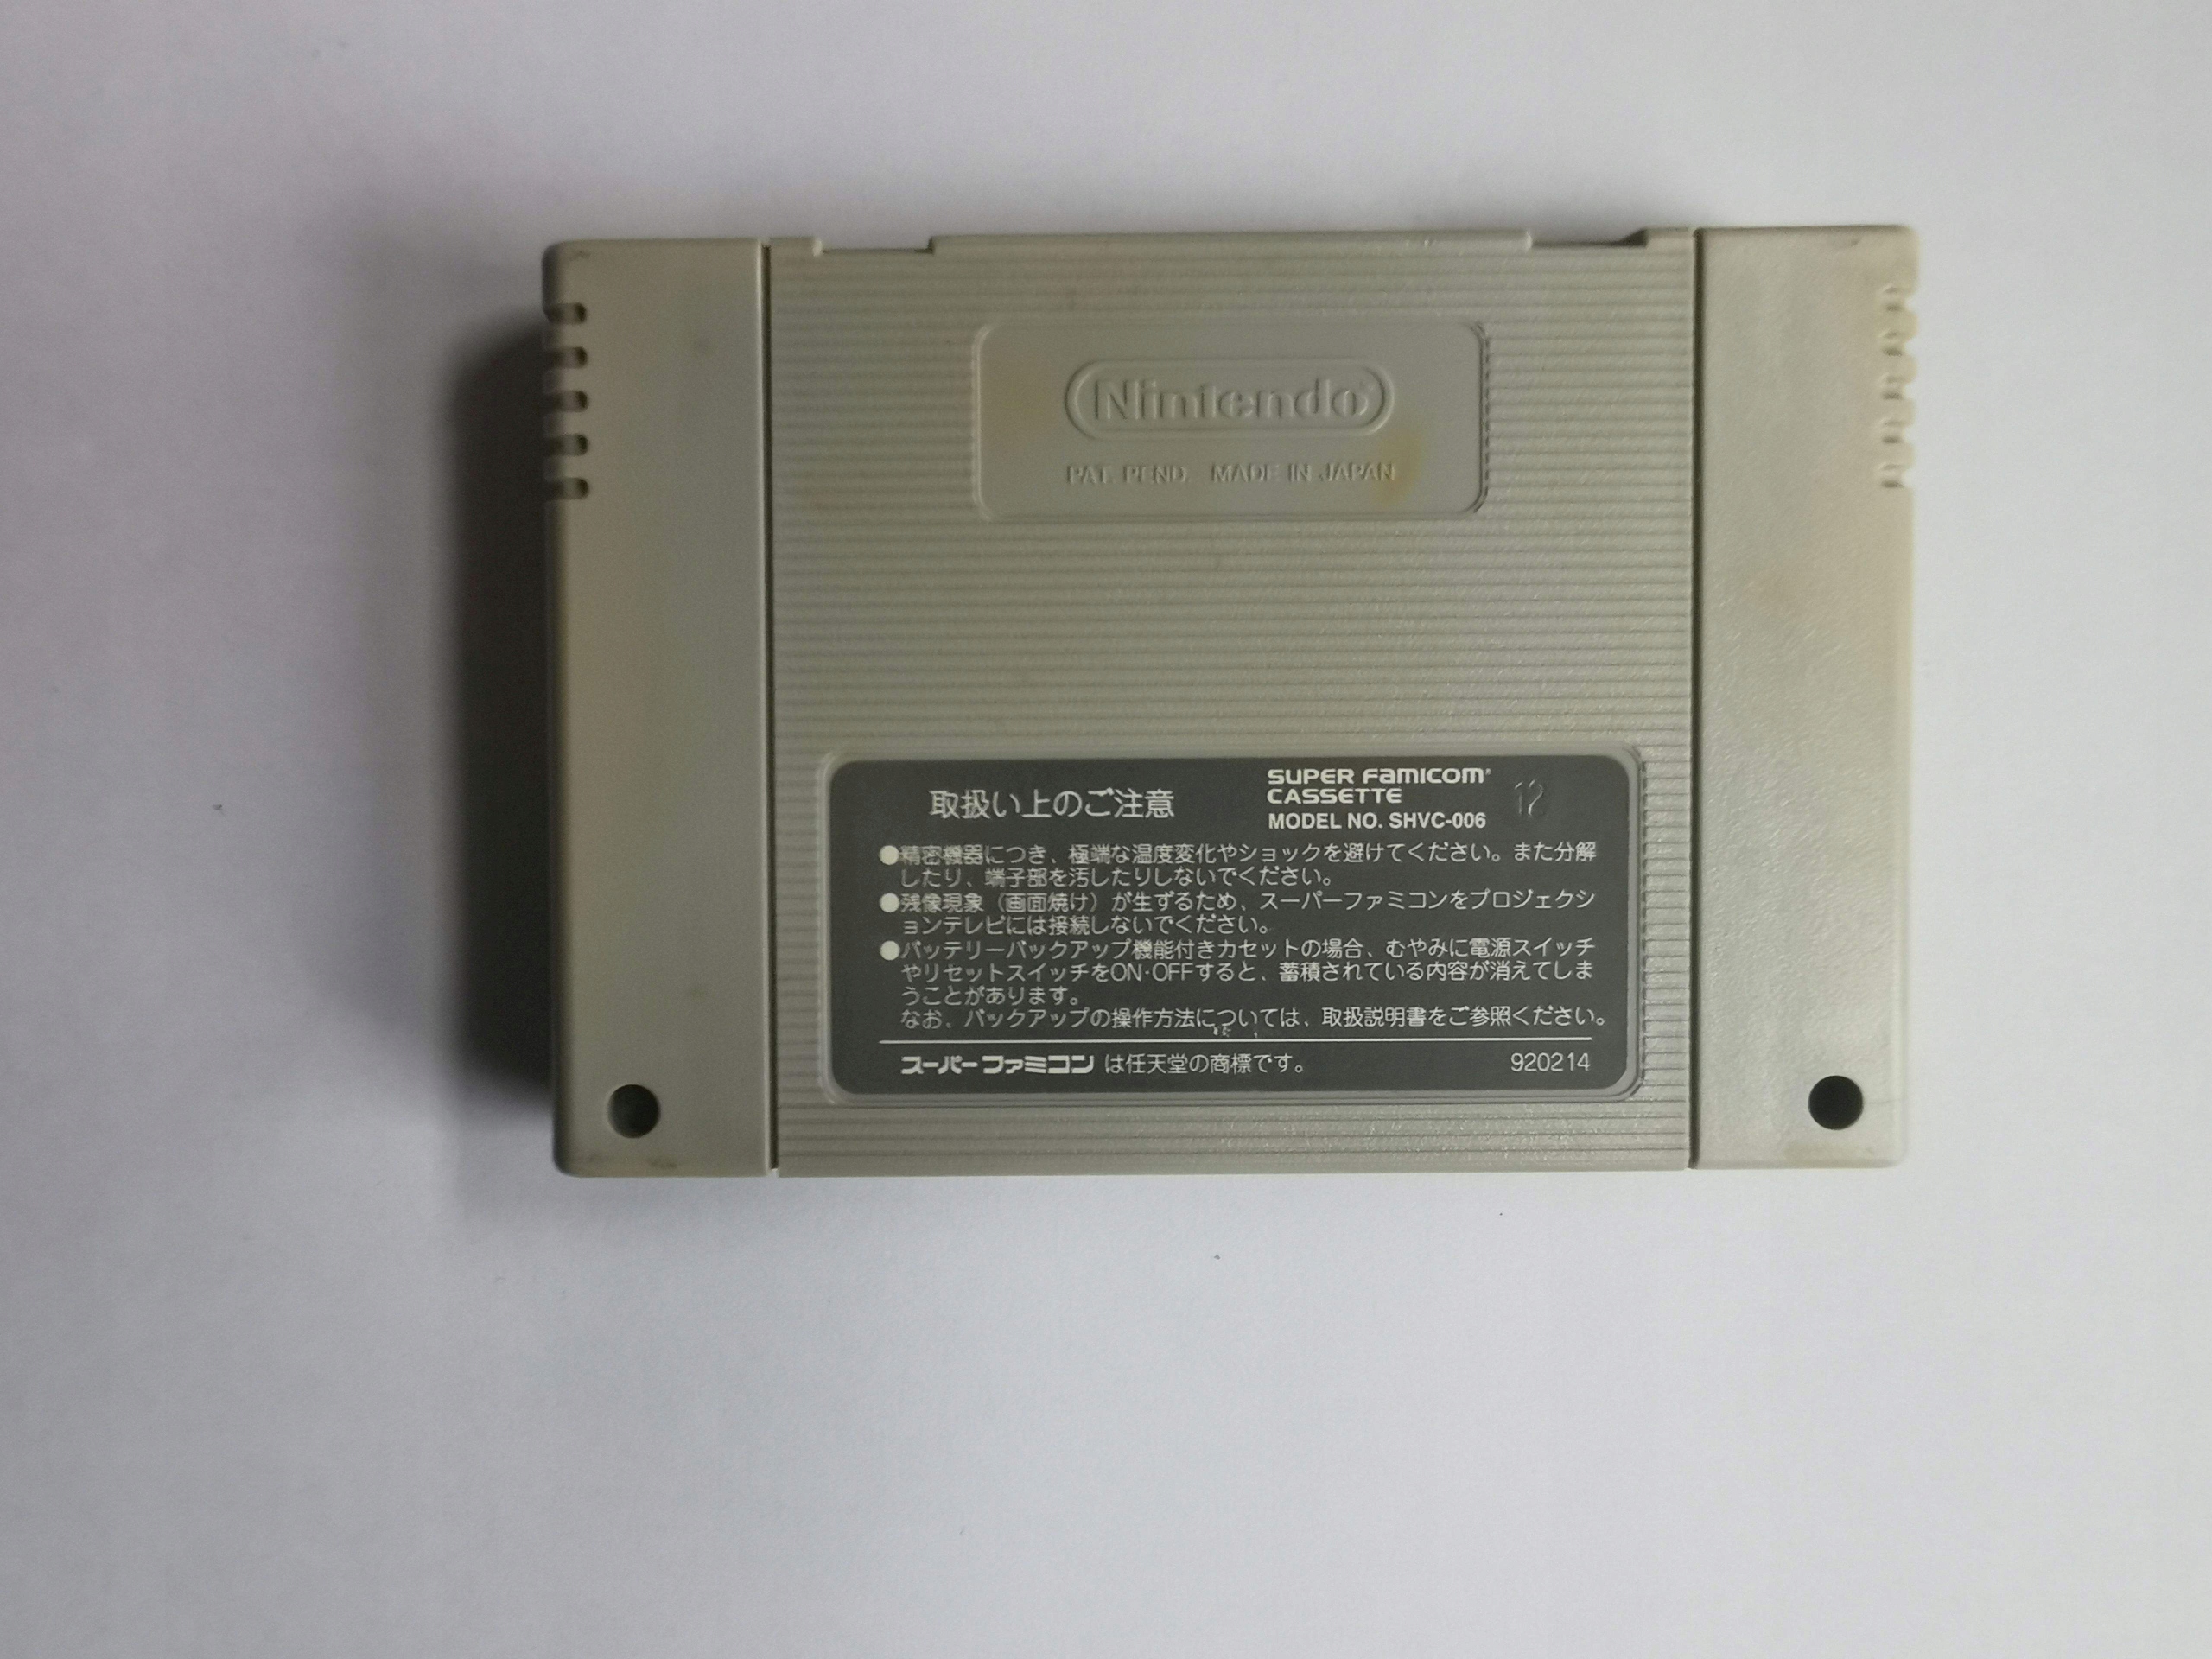 Nintendo®
PAT. PEND. MADE IN JAPAN
取扱い上のご注意
SUPER FAMICOM®
CASSETTE
MODEL NO. SHVC-006
12
●精密機器につき、極端な温度変化やショックを避けてください。また分解
したり、端子部を汚したりしないでください。
●残像現象（画面焼け）が生ずるため、スーパーファミコンをプロジェクシ
ョンテレビには接続しないでください。
●バッテリーバックアップ機能付きカセットの場合、むやみに電源スイッチ
やリセットスイッチをON·OFFすると、蓄積されている内容が消えてしま
うことがあります。
なお、バックアップの操作方法については、取扱説明書をご参照ください。
スーパーファミコン は任天堂の商標です。
920214